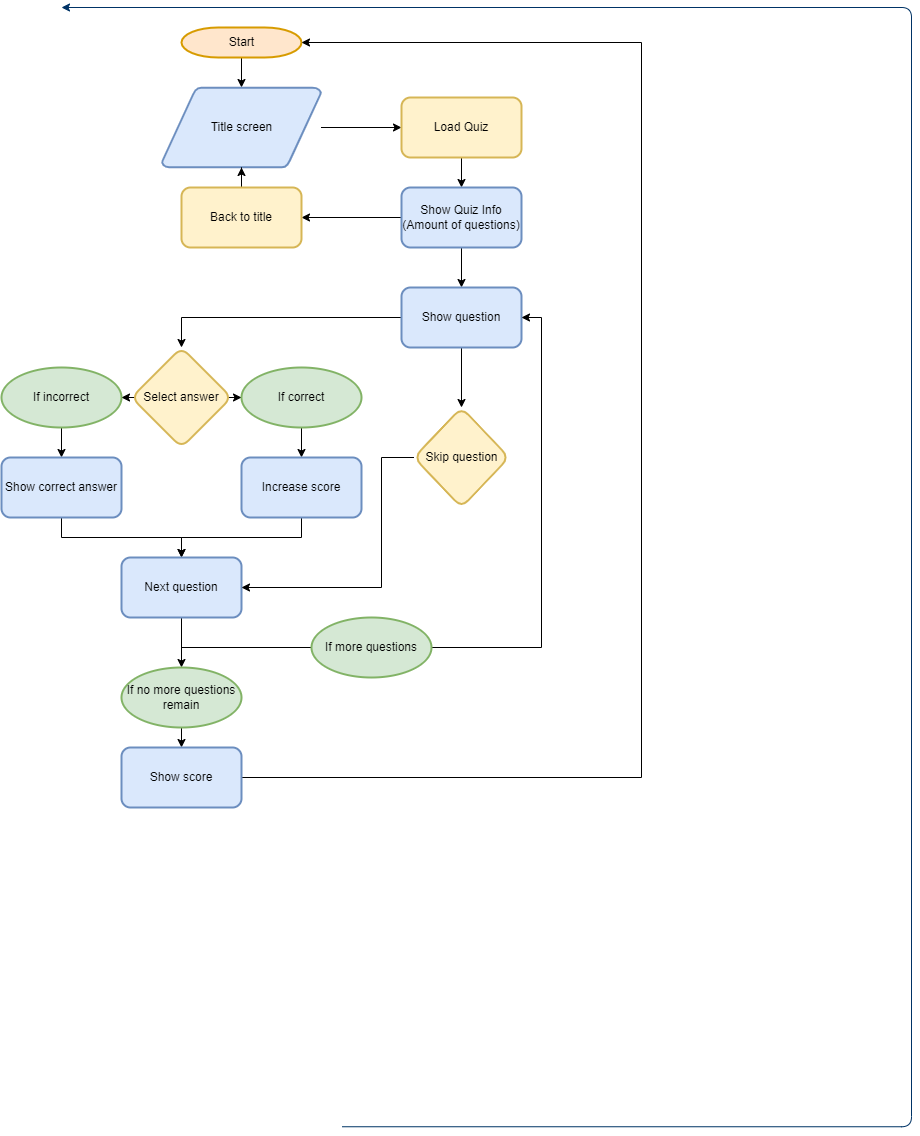 Start
Title screen
Load Quiz
Back to title
Show Quiz Info
(Amount of questions)
Show question
If incorrect
Select answer
If correct
Skip question
Show correct answer
Increase score
Next question
If more questions
If no more questions
remain
Show score